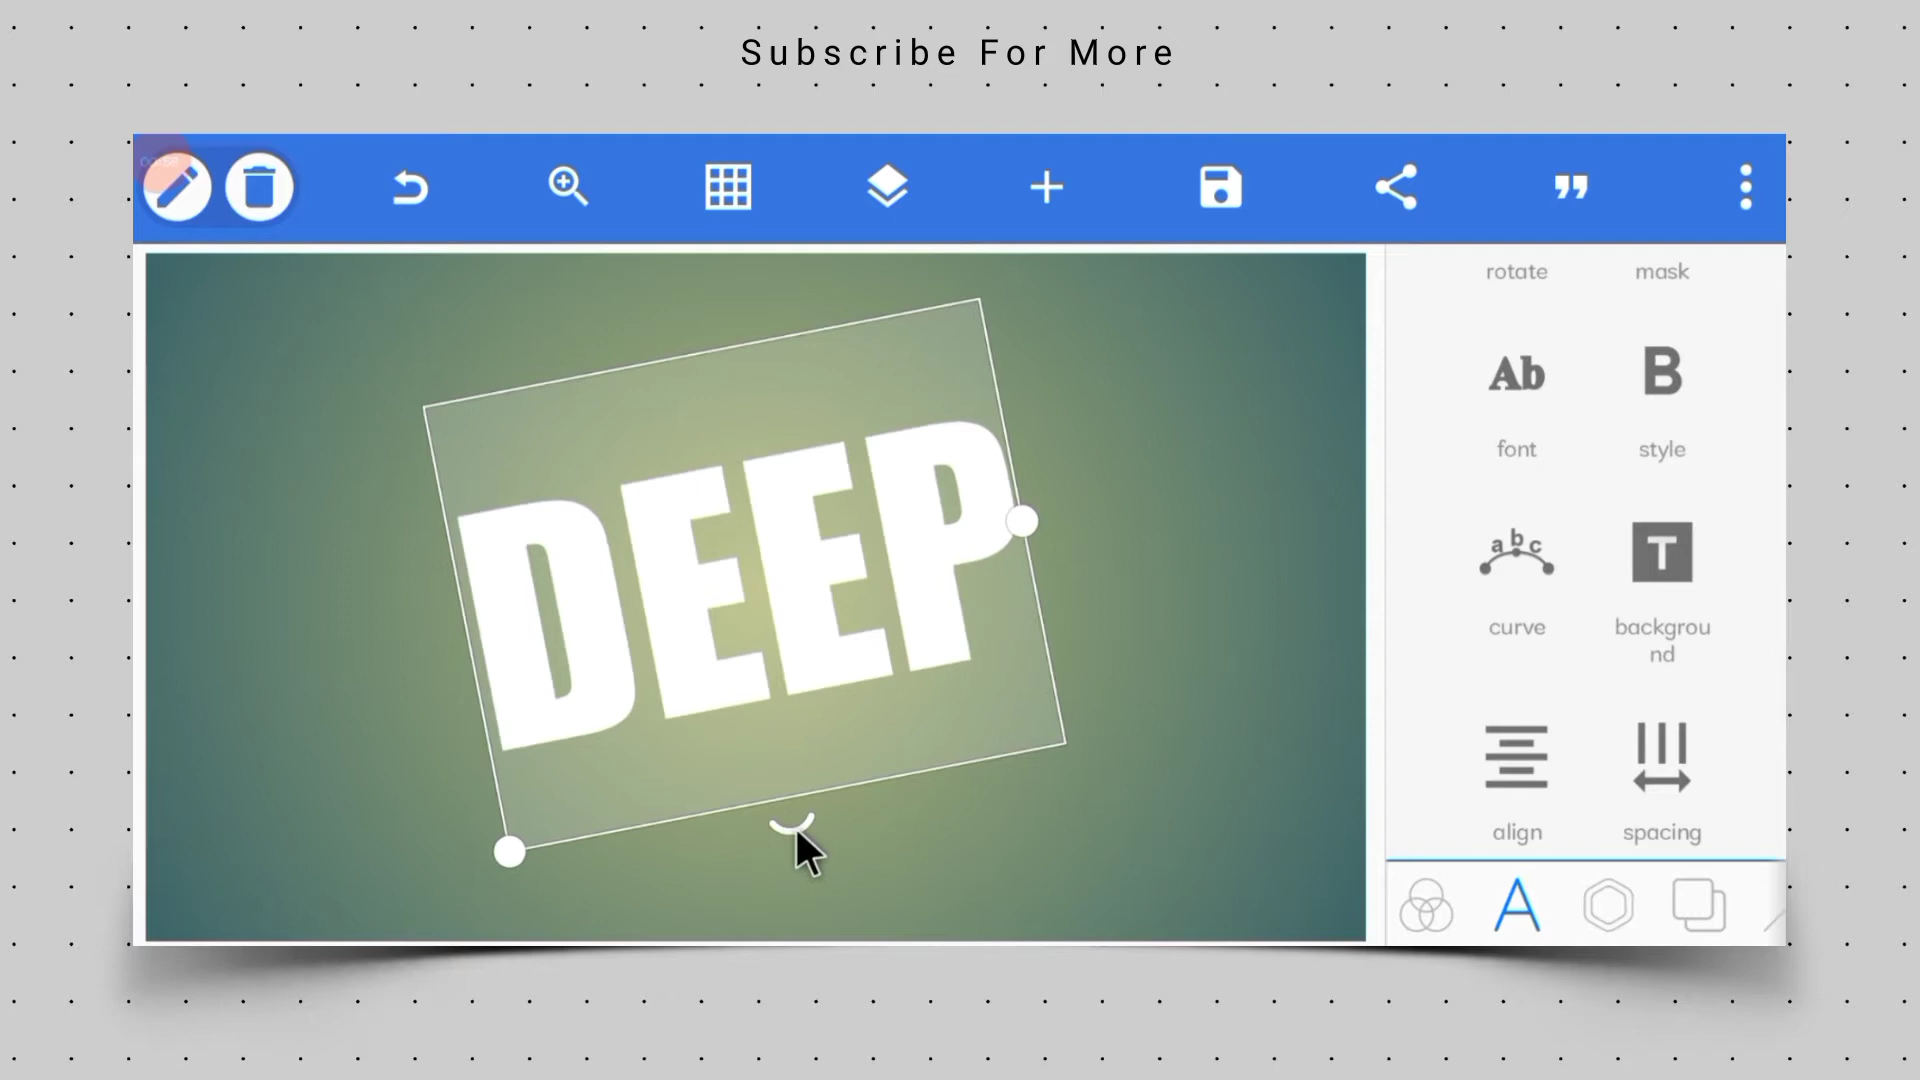 Subscribe For More
rotate
mask
Ab
B
font
style
abc
T
curve
backgrou
nd
align
spacing
A
DEEP